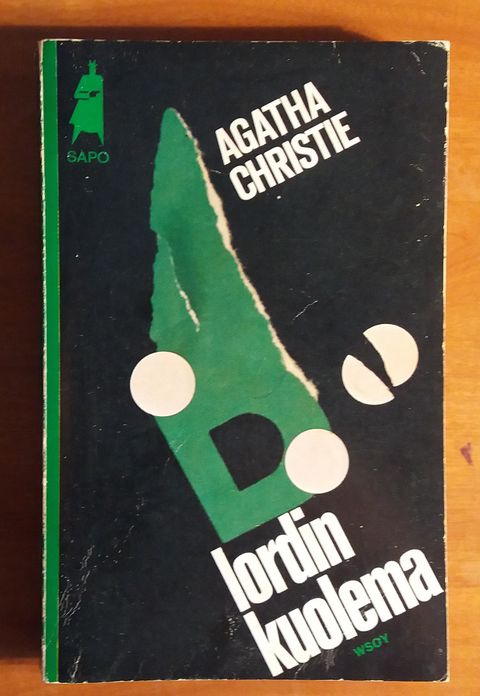 SAPO
AGATHA
CHRISTIE
D
lordin
kuolema
WSOY